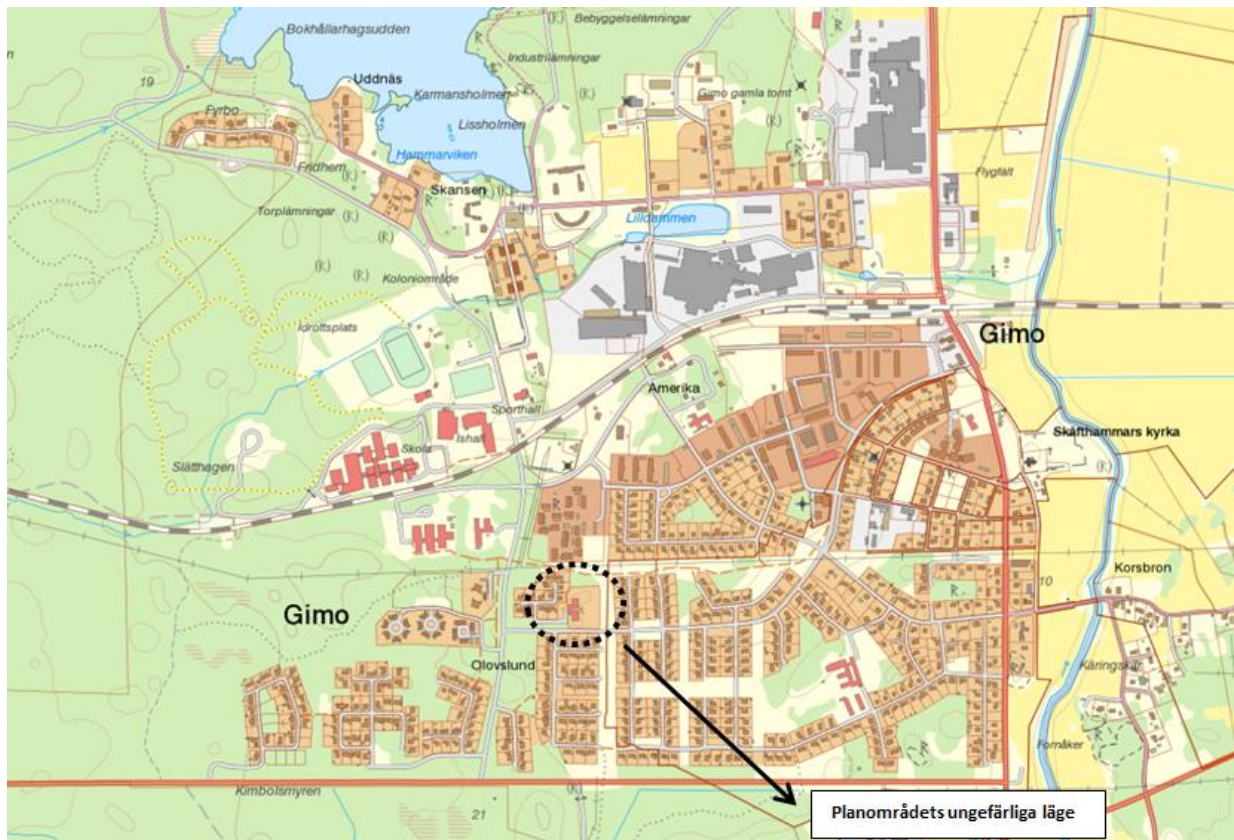 Bokhållarhagsudden
Bebyggelselämningar
Industrilämningar
19
Uddnäs
Karmansholmen
Gimo gamla tomt
(R)
Fyrbo
Lissholmen
Hammarviken
Fridhem
Skansen
Flygfält
Torplämningar
Lilldammen
Koloniområde
Idrottsplats
Gimo
Amerika
Sporthall
Ishall
Skola
Skäfthammars kyrka
Slätthagen
Korsbron
10
Gimo
Olovslund
Käringskär
Fornåker
Kimbolsmyren
21
Planområdets ungefärliga läge